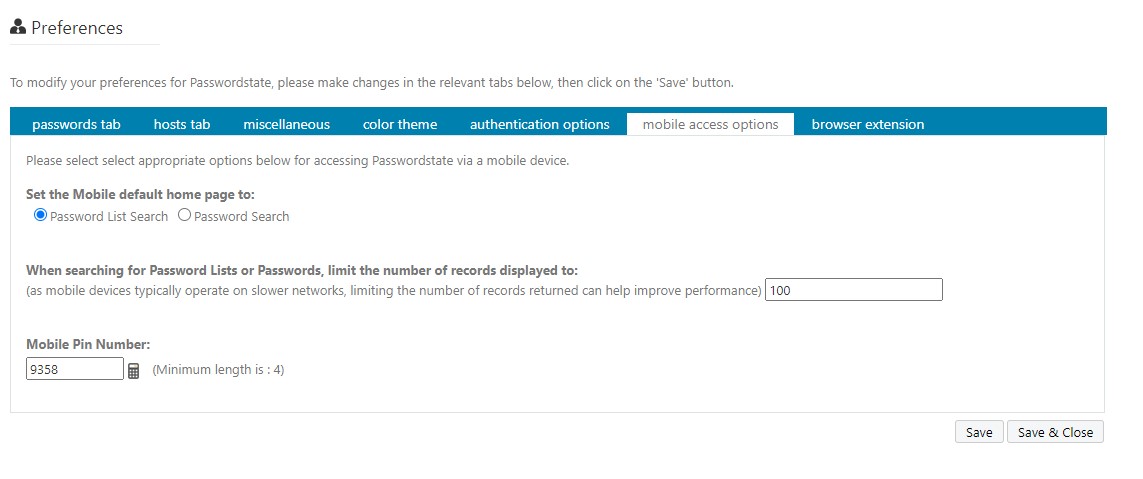 Preferences
To modify your preferences for Passwordstate, please make changes in the relevant tabs below, then click on the 'Save' button.
passwords tab hosts tab miscellaneous color theme authentication options mobile access options browser extension
Please select select appropriate options below for accessing Passwordstate via a mobile device.
Set the Mobile default home page to:
Password List Search Password Search
When searching for Password Lists or Passwords, limit the number of records displayed to:
(as mobile devices typically operate on slower networks, limiting the number of records returned can help improve performance) 100
Mobile Pin Number:
9358 (Minimum length is : 4)
Save Save & Close